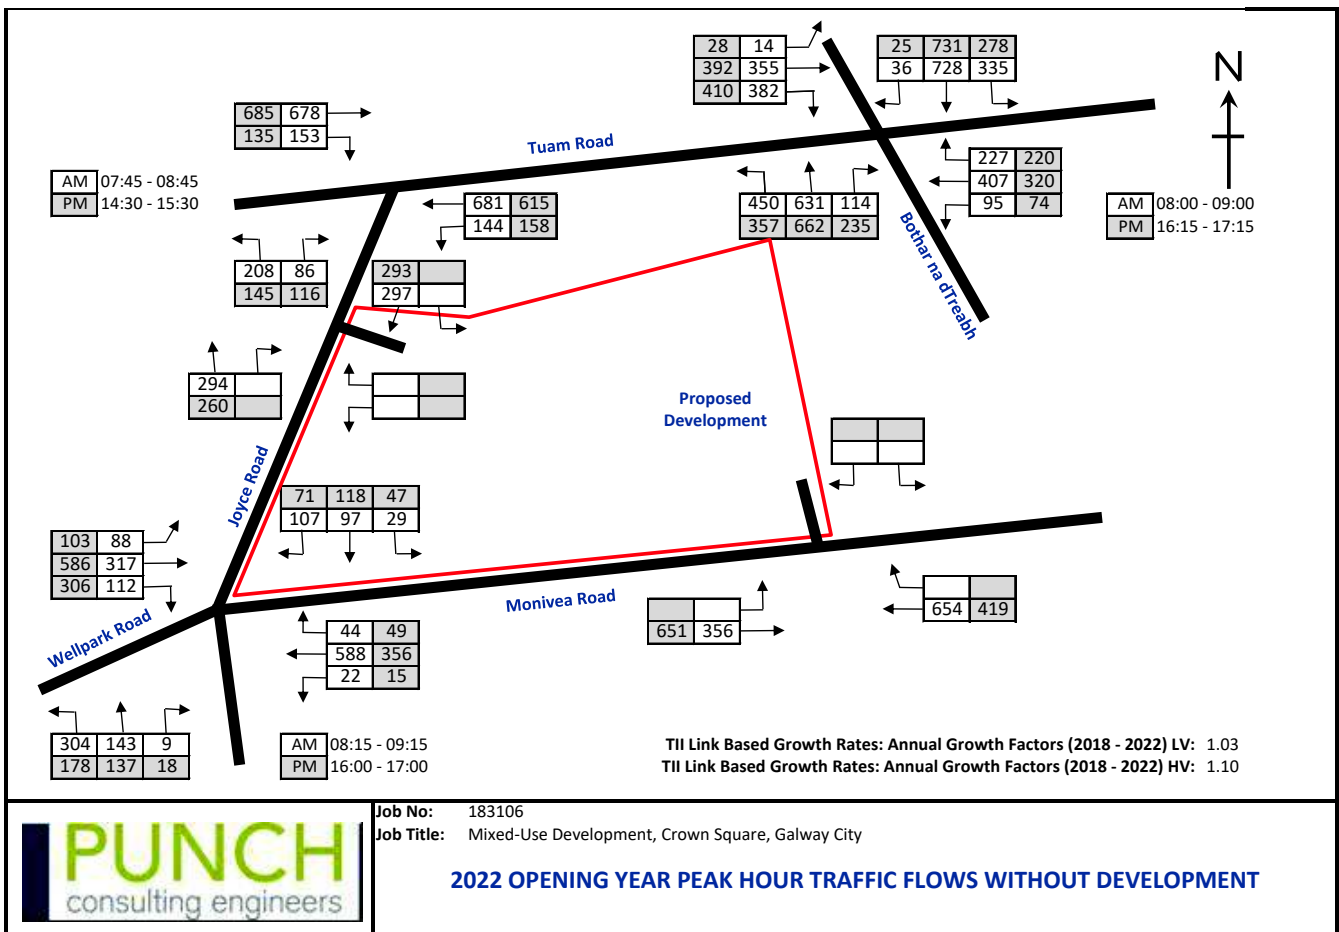 28 14
392 355
410 382
25 731 278
36 728 335
N
685 678
135 153
Tuam Road
AM 07:45 - 08:45
PM 14:30 - 15:30
227 220
407 320
95 74
AM 08:00 - 09:00
PM 16:15 - 17:15
681 615
144 158
450 631 114
357 662 235
Bothar na dTreabh
208 86
145 116
293
297
294
260
Proposed
Development
Joyce Road
71 118 47
107 97 29
103 88
586 317
306 112
Wellpark Road
Monivea Road
654 419
651 356
44 49
588 356
22 15
304 143 9
178 137 18
AM 08:15 - 09:15
PM 16:00 - 17:00
TII Link Based Growth Rates: Annual Growth Factors (2018 - 2022) LV: 1.03
TII Link Based Growth Rates: Annual Growth Factors (2018 - 2022) HV: 1.10
PUNCH
consulting engineers
Job No: 183106
Job Title: Mixed-Use Development, Crown Square, Galway City
2022 OPENING YEAR PEAK HOUR TRAFFIC FLOWS WITHOUT DEVELOPMENT